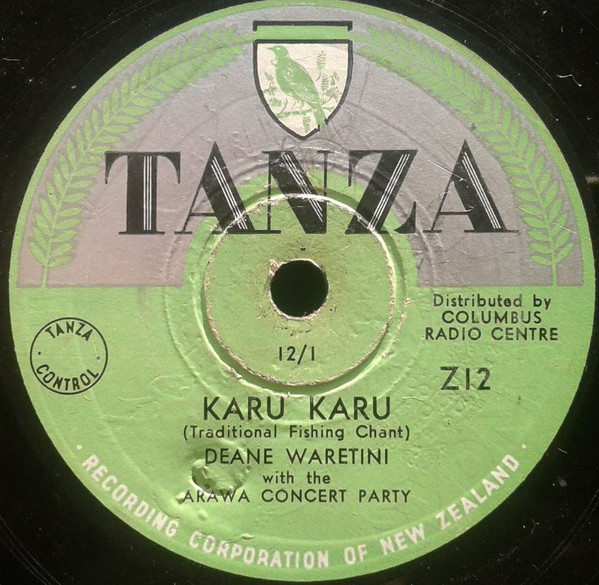 TANZA
TANZA
· CONTROL ·
Distributed by
COLUMBUS
RADIO CENTRE
12/1
Z12
KARU KARU
(Traditional Fishing Chant)
DEANE WARETINI
with the
ARAWA CONCERT PARTY
· RECORDING CORPORATION OF NEW ZEALAND ·